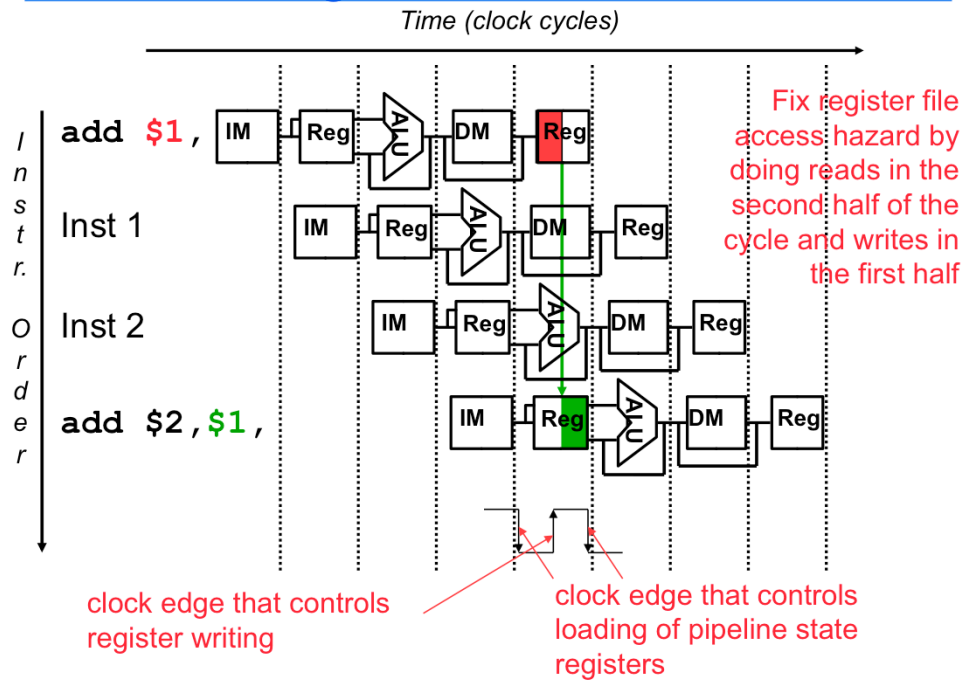 Time (clock cycles)
Instr. Order
add $1,
IM
Reg
ALU
DM
Reg
Fix register file
access hazard by
doing reads in the
second half of the
cycle and writes in
the first half
Inst 1
IM
Reg
ALU
DM
Reg
Inst 2
IM
Reg
ALU
DM
Reg
add $2,$1,
IM
Reg
ALU
DM
Reg
clock edge that controls
register writing
clock edge that controls
loading of pipeline state
registers